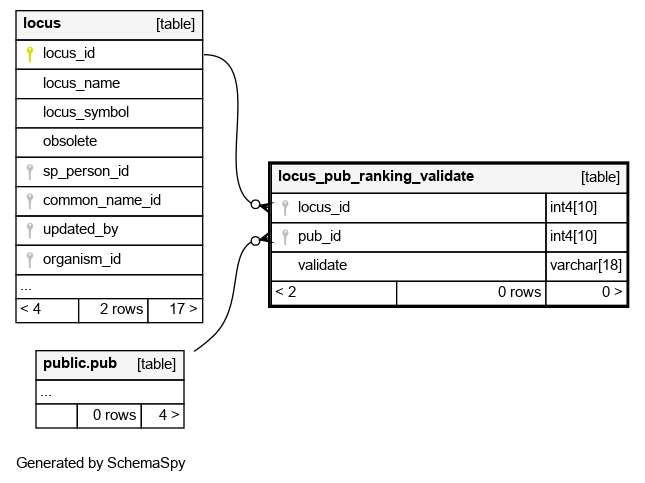 locus [table]
locus_id
locus_name
locus_symbol
obsolete
sp_person_id
common_name_id
updated_by
organism_id
...
< 4 2 rows 17 >
locus_pub_ranking_validate [table]
locus_id int4[10]
pub_id int4[10]
validate varchar[18]
< 2 0 rows 0 >
public.pub [table]
...
0 rows 4 >
Generated by SchemaSpy